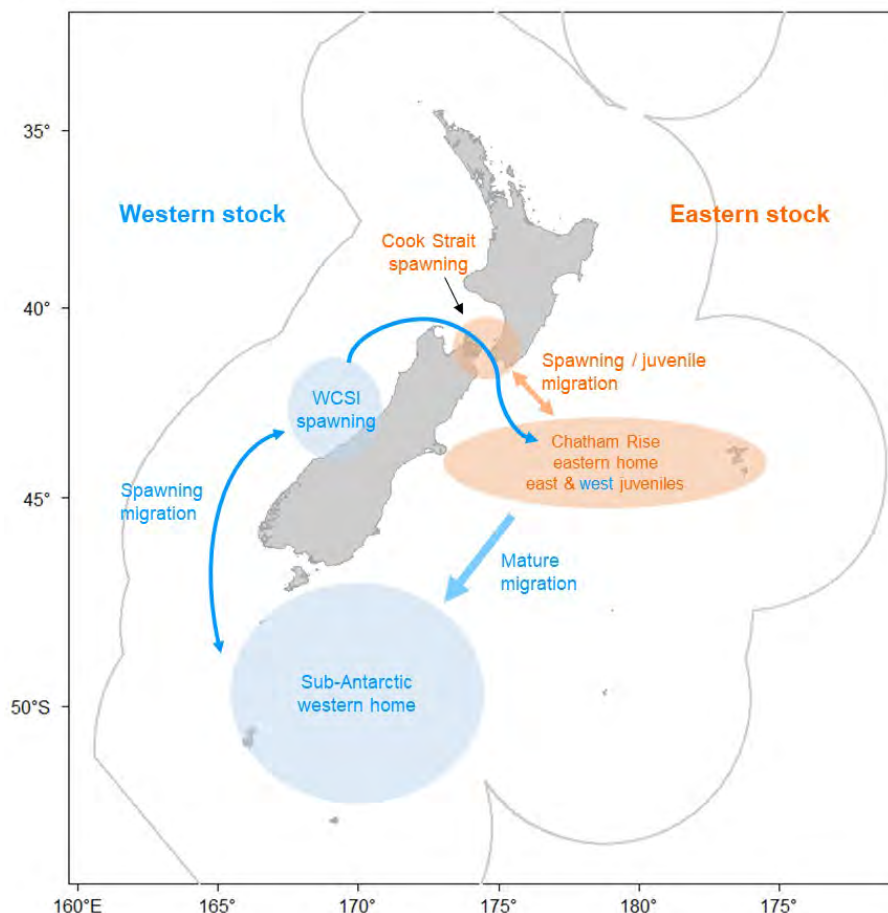 35°
Western stock
Eastern stock
Cook Strait
spawning
40°
Spawning / juvenile
migration
WCSI
spawning
Chatham Rise
eastern home
east & west juveniles
45°
Spawning
migration
Mature
migration
Sub-Antarctic
western home
50°S
160°E
165°
170°
175°
180°
175°